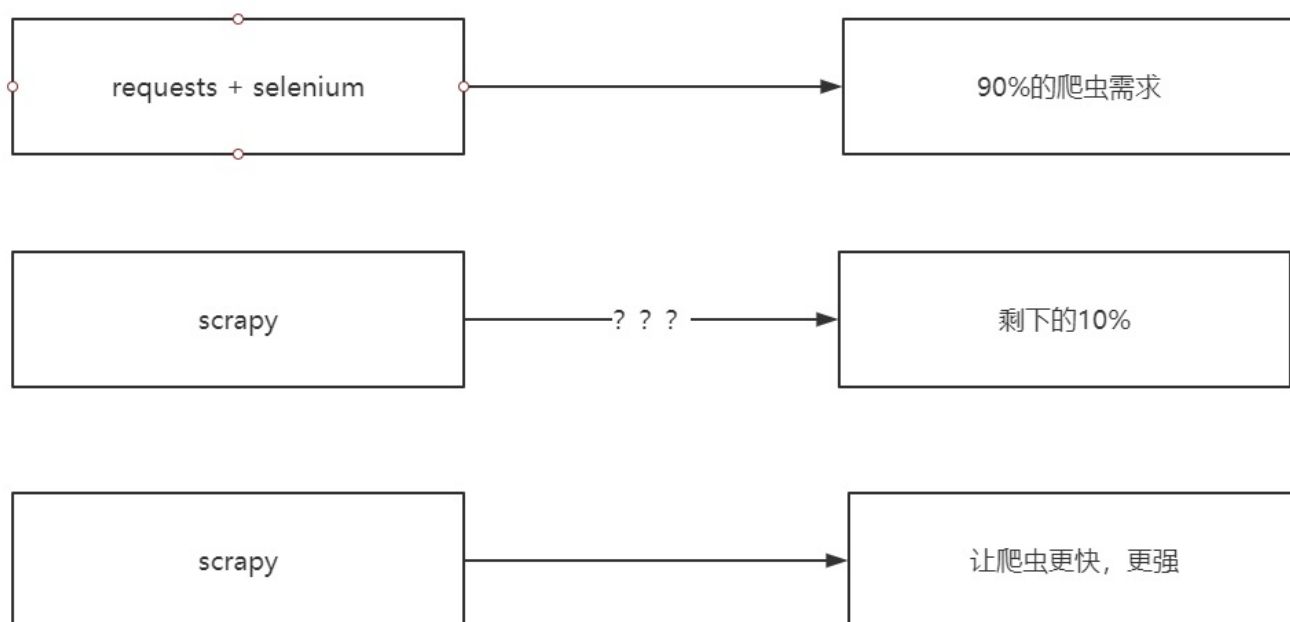 requests + selenium
90%的爬虫需求
scrapy
？？？
剩下的10%
scrapy
让爬虫更快，更强